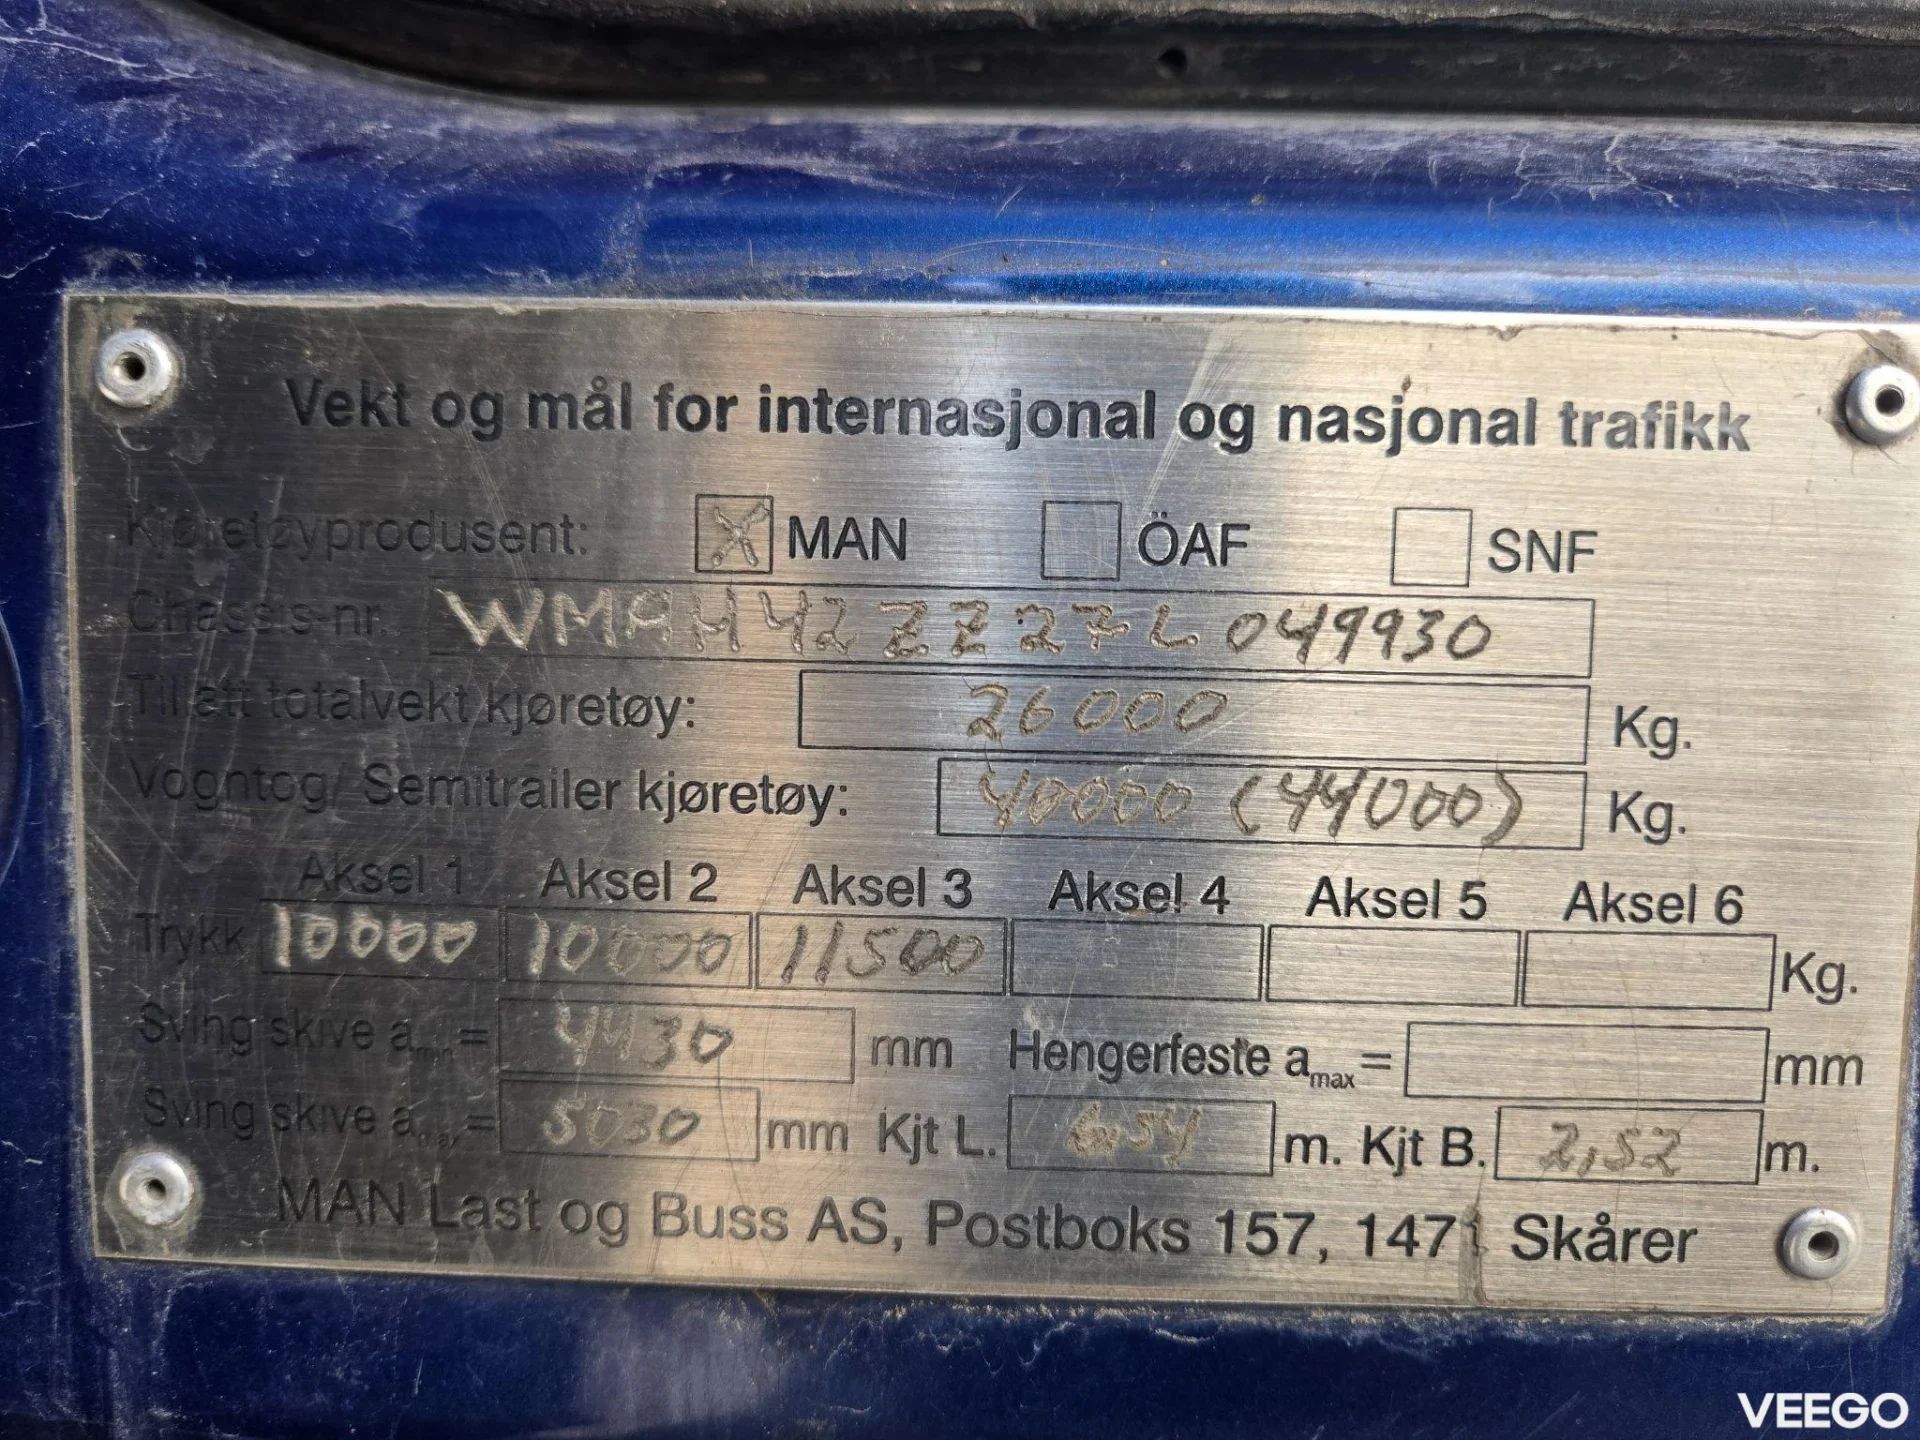 Vekt og mål for internasjonal og nasjonal trafikk
Kjøretøyprodusent: X MAN ÖAF SNF
Chassis-nr. WMAH42ZZ27L049930
Tillatt totalvekt kjøretøy: 26000 Kg.
Vogntog/ Semitrailer kjøretøy: 40000 (44000) Kg.
Aksel 1 Aksel 2 Aksel 3 Aksel 4 Aksel 5 Aksel 6
Trykk 10000 10000 11500 Kg.
Sving skive a min = 4430 mm Hengerfeste a max = mm
Sving skive a max = 5030 mm Kjt L. 6,54 m. Kjt B. 2,52 m.
MAN Last og Buss AS, Postboks 157, 1471 Skårer
VEEGO